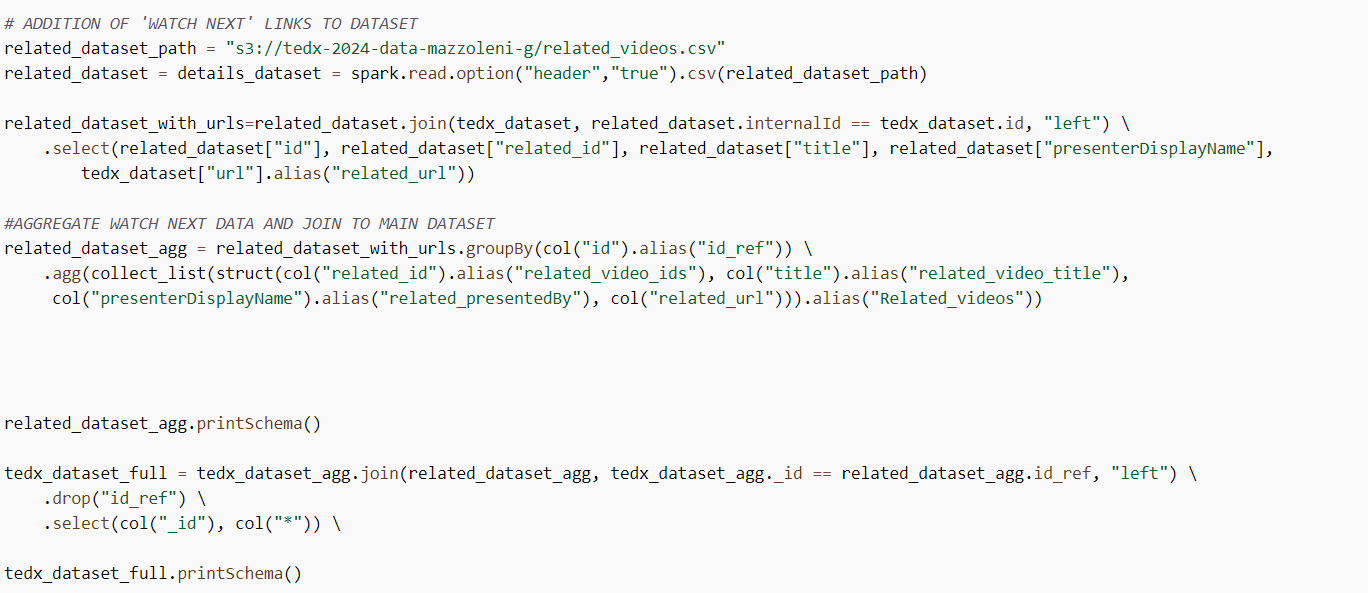 # ADDITION OF 'WATCH NEXT' LINKS TO DATASET
related_dataset_path = "s3://tedx-2024-data-mazzoleni-g/related_videos.csv"
related_dataset = details_dataset = spark.read.option("header","true").csv(related_dataset_path)

related_dataset_with_urls=related_dataset.join(tedx_dataset, related_dataset.internalId == tedx_dataset.id, "left") \
    .select(related_dataset["id"], related_dataset["related_id"], related_dataset["title"], related_dataset["presenterDisplayName"],
        tedx_dataset["url"].alias("related_url"))

#AGGREGATE WATCH NEXT DATA AND JOIN TO MAIN DATASET
related_dataset_agg = related_dataset_with_urls.groupBy(col("id").alias("id_ref")) \
    .agg(collect_list(struct(col("related_id").alias("related_video_ids"), col("title").alias("related_video_title"),
     col("presenterDisplayName").alias("related_presentedBy"), col("related_url"))).alias("Related_videos"))

related_dataset_agg.printSchema()

tedx_dataset_full = tedx_dataset_agg.join(related_dataset_agg, tedx_dataset_agg._id == related_dataset_agg.id_ref, "left") \
    .drop("id_ref") \
    .select(col("_id"), col("*")) \

tedx_dataset_full.printSchema()